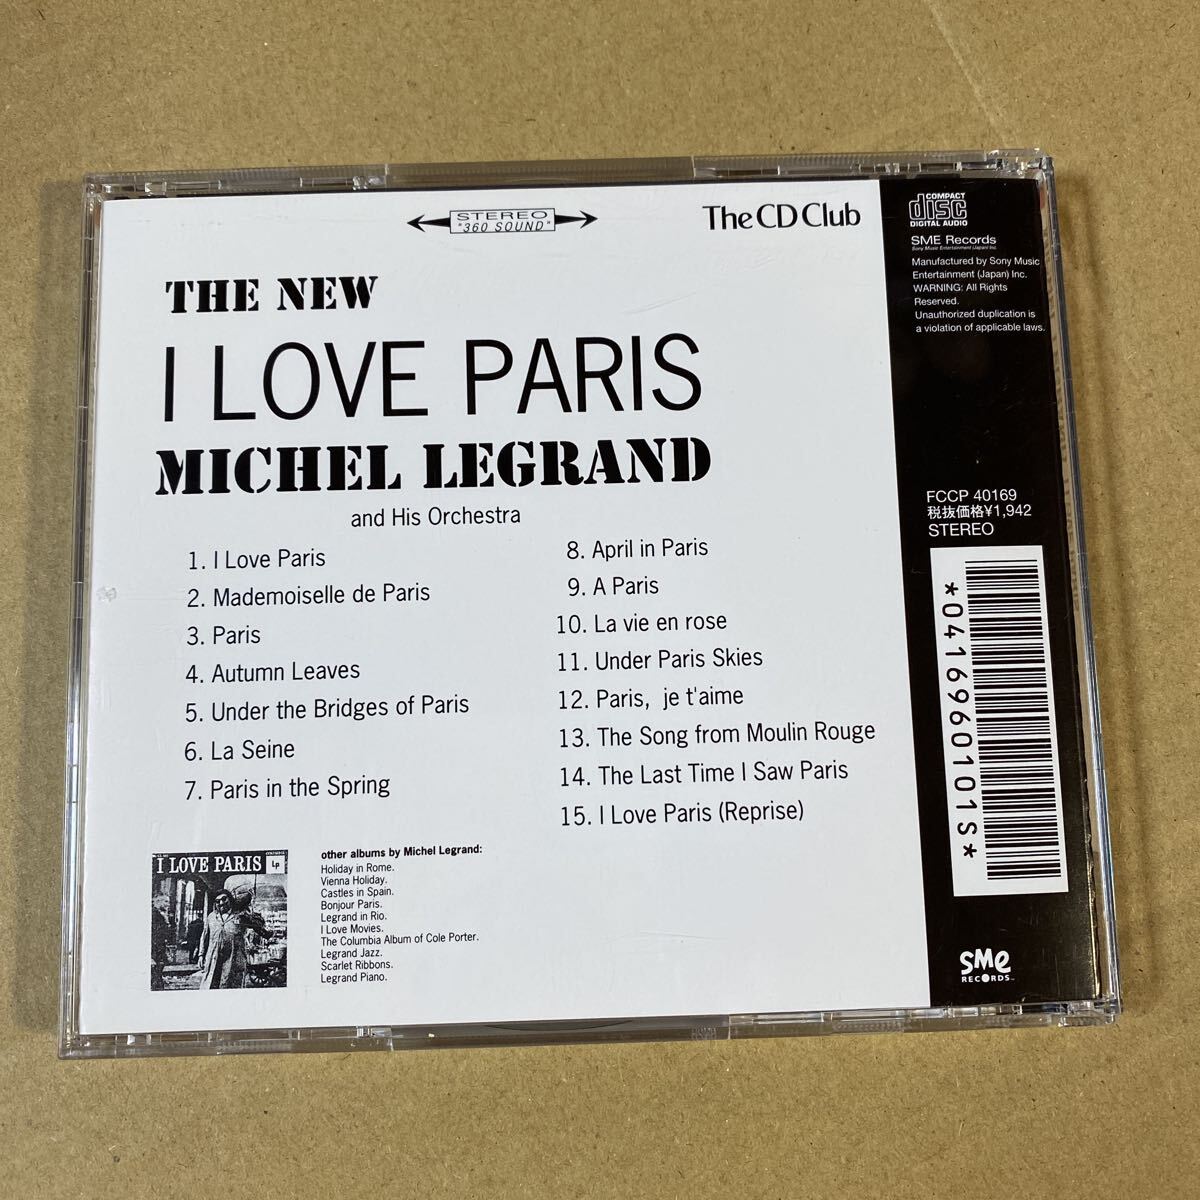 STEREO
"360 SOUND"
The CD Club
THE NEW
I LOVE PARIS
MICHEL LEGRAND
and His Orchestra
1. I Love Paris
2. Mademoiselle de Paris
3. Paris
4. Autumn Leaves
5. Under the Bridges of Paris
6. La Seine
7. Paris in the Spring
8. April in Paris
9. A Paris
10. La vie en rose
11. Under Paris Skies
12. Paris, je t'aime
13. The Song from Moulin Rouge
14. The Last Time I Saw Paris
15. I Love Paris (Reprise)
I LOVE PARIS
Lp
other albums by Michel Legrand:
Holiday in Rome.
Vienna Holiday.
Castles in Spain.
Bonjour Paris.
Legrand in Rio.
I Love Movies.
The Columbia Album of Cole Porter.
Legrand Jazz.
Scarlet Ribbons.
Legrand Piano.
COMPACT
disc
DIGITAL AUDIO
SME Records
Sony Music Entertainment (Japan) Inc.
Manufactured by Sony Music
Entertainment (Japan) Inc.
WARNING: All Rights
Reserved.
Unauthorized duplication is
a violation of applicable laws.
FCCP 40169
税抜価格¥1,942
STEREO
*0416960101S*
sme
RECORDS